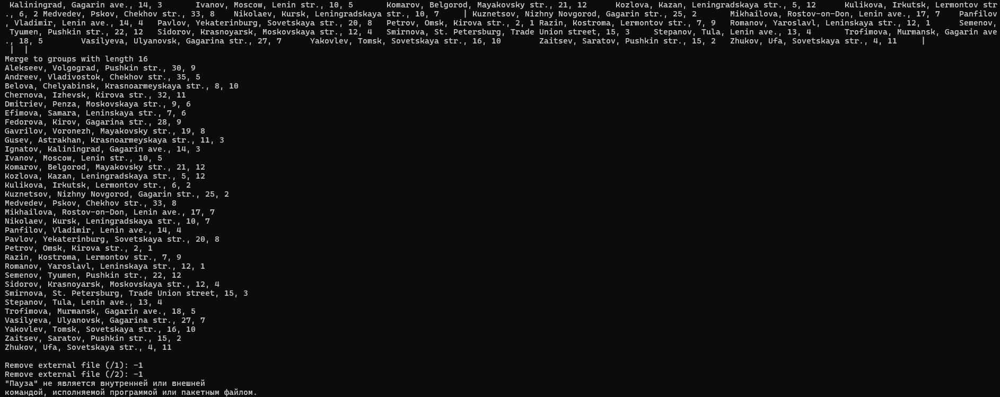 Kaliningrad, Gagarin ave., 14, 3 Ivanov, Moscow, Lenin str., 10, 5 Komarov, Belgorod, Mayakovsky str., 21, 12 Kozlova, Kazan, Leningradskaya str., 5, 12 Kulikova, Irkutsk, Lermontov str
., 6, 2 Medvedev, Pskov, Chekhov str., 33, 8 Nikolaev, Kursk, Leningradskaya str., 10, 7 | Kuznetsov, Nizhny Novgorod, Gagarin str., 25, 2 Mikhailova, Rostov-on-Don, Lenin ave., 17, 7 Panfilov
, Vladimir, Lenin ave., 14, 4 Pavlov, Yekaterinburg, Sovetskaya str., 20, 8 Petrov, Omsk, Kirova str., 2, 1 Razin, Kostroma, Lermontov str., 7, 9 Romanov, Yaroslavl, Leninskaya str., 12, 1 Semenov,
Tyumen, Pushkin str., 22, 12 Sidorov, Krasnoyarsk, Moskovskaya str., 12, 4 Smirnova, St. Petersburg, Trade Union street, 15, 3 Stepanov, Tula, Lenin ave., 13, 4 Trofimova, Murmansk, Gagarin ave
., 18, 5 Vasilyeva, Ulyanovsk, Gagarina str., 27, 7 Yakovlev, Tomsk, Sovetskaya str., 16, 10 Zaitsev, Saratov, Pushkin str., 15, 2 Zhukov, Ufa, Sovetskaya str., 4, 11 |
| |
Merge to groups with length 16
Alekseev, Volgograd, Pushkin str., 30, 9
Andreev, Vladivostok, Chekhov str., 35, 5
Belova, Chelyabinsk, Krasnoarmeyskaya str., 8, 10
Chernova, Izhevsk, Kirova str., 32, 11
Dmitriev, Penza, Moskovskaya str., 9, 6
Efimova, Samara, Leninskaya str., 7, 6
Fedorova, Kirov, Gagarina str., 28, 9
Gavrilov, Voronezh, Mayakovsky str., 19, 8
Gusev, Astrakhan, Krasnoarmeyskaya str., 11, 3
Ignatov, Kaliningrad, Gagarin ave., 14, 3
Ivanov, Moscow, Lenin str., 10, 5
Komarov, Belgorod, Mayakovsky str., 21, 12
Kozlova, Kazan, Leningradskaya str., 5, 12
Kulikova, Irkutsk, Lermontov str., 6, 2
Kuznetsov, Nizhny Novgorod, Gagarin str., 25, 2
Medvedev, Pskov, Chekhov str., 33, 8
Mikhailova, Rostov-on-Don, Lenin ave., 17, 7
Nikolaev, Kursk, Leningradskaya str., 10, 7
Panfilov, Vladimir, Lenin ave., 14, 4
Pavlov, Yekaterinburg, Sovetskaya str., 20, 8
Petrov, Omsk, Kirova str., 2, 1
Razin, Kostroma, Lermontov str., 7, 9
Romanov, Yaroslavl, Leninskaya str., 12, 1
Semenov, Tyumen, Pushkin str., 22, 12
Sidorov, Krasnoyarsk, Moskovskaya str., 12, 4
Smirnova, St. Petersburg, Trade Union street, 15, 3
Stepanov, Tula, Lenin ave., 13, 4
Trofimova, Murmansk, Gagarin ave., 18, 5
Vasilyeva, Ulyanovsk, Gagarina str., 27, 7
Yakovlev, Tomsk, Sovetskaya str., 16, 10
Zaitsev, Saratov, Pushkin str., 15, 2
Zhukov, Ufa, Sovetskaya str., 4, 11
Remove external file (/1): -1
Remove external file (/2): -1
"Пауза" не является внутренней или внешней
командой, исполняемой программой или пакетным файлом.